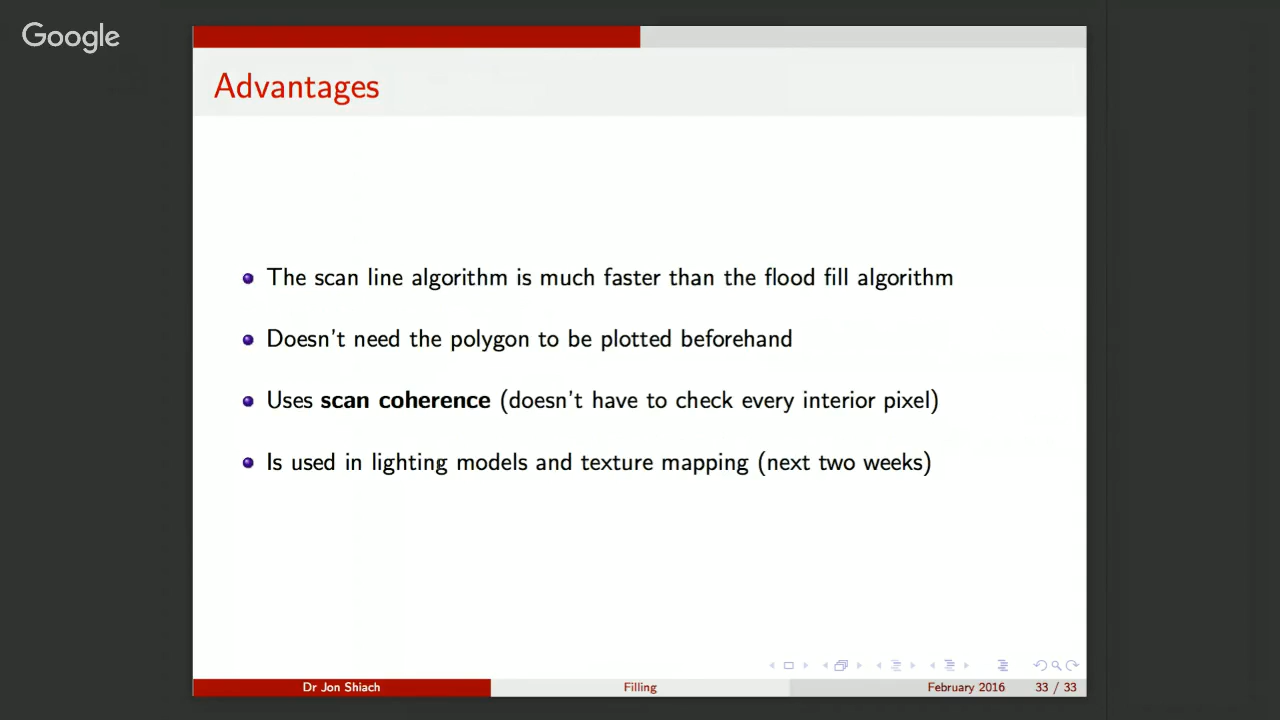 Google
Advantages
The scan line algorithm is much faster than the flood fill algorithm
Doesn't need the polygon to be plotted beforehand
Uses scan coherence (doesn't have to check every interior pixel)
Is used in lighting models and texture mapping (next two weeks)
Dr Jon Shiach Filling February 2016 33 / 33